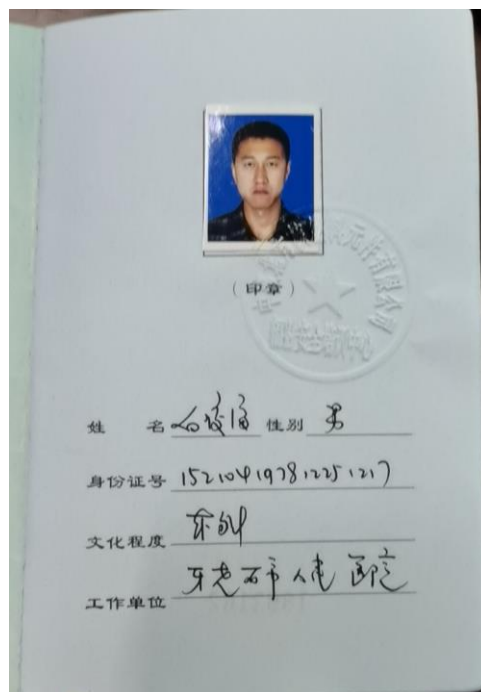 （印章）
姓 名 石 性别 男
身份证号 152104197812251217
文化程度 本科
工作单位 牙克石市人民医院